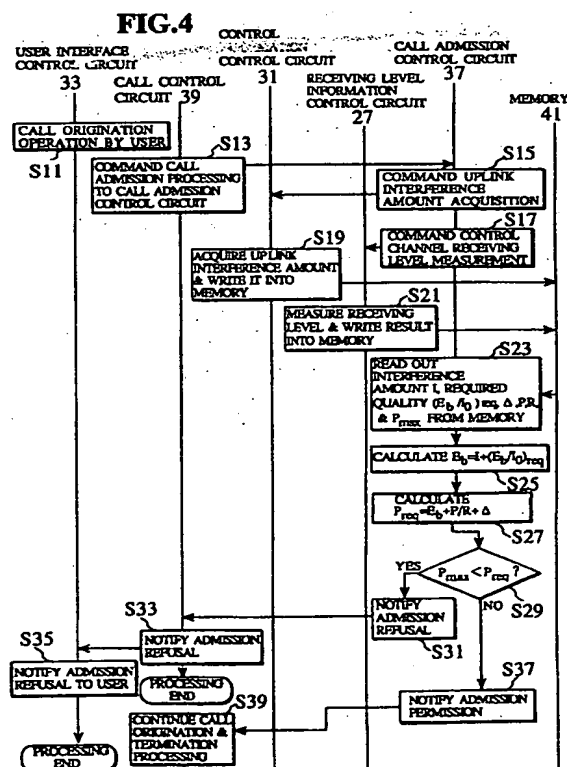 FIG.4
USER INTERFACE
CONTROL CIRCUIT
33
CALL CONTROL
CIRCUIT 39
CONTROL
CONTROL CIRCUIT
31
RECEIVING LEVEL
INFORMATION
CONTROL CIRCUIT
27
CALL ADMISSION
CONTROL CIRCUIT
37
MEMORY
41
CALL ORIGINATION
OPERATION BY USER
S11
S13
COMMAND CALL
ADMISSION PROCESSING
TO CALL ADMISSION
CONTROL CIRCUIT
S15
COMMAND UPLINK
INTERFERENCE
AMOUNT ACQUISITION
S17
COMMAND CONTROL
CHANNEL RECEIVING
LEVEL MEASUREMENT
S19
ACQUIRE UPLINK
INTERFERENCE AMOUNT
& WRITE IT INTO
MEMORY
S21
MEASURE RECEIVING
LEVEL & WRITE RESULT
INTO MEMORY
S23
READ OUT
INTERFERENCE
AMOUNT I, REQUIRED
QUALITY (Eb/I0)req, Δ, P,R,
& Pmax FROM MEMORY
CALCULATE Eb=I+(Eb/I0)req
S25
CALCULATE
Preq=Eb+P/R+Δ
S27
Pmax<Preq?
YES
NO
S29
NOTIFY
ADMISSION
REFUSAL
S31
S33
NOTIFY ADMISSION
REFUSAL
PROCESSING
END
S35
NOTIFY ADMISSION
REFUSAL TO USER
PROCESSING
END
S37
NOTIFY ADMISSION
PERMISSION
S39
CONTINUE CALL
ORIGINATION &
TERMINATION
PROCESSING